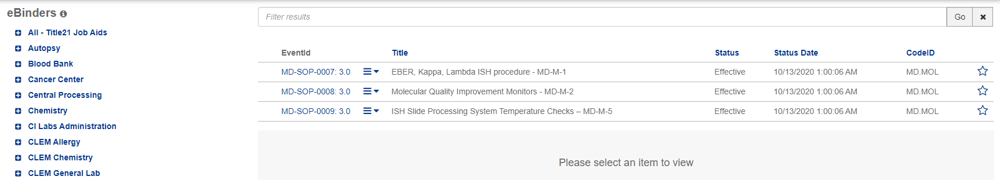 eBinders
All - Title21 Job Aids
Autopsy
Blood Bank
Cancer Center
Central Processing
Chemistry
CI Labs Administration
CLEM Allergy
CLEM Chemistry
CLEM General Lab
Filter results Go
EventId Title Status Status Date CodeID
MD-SOP-0007: 3.0 EBER, Kappa, Lambda ISH procedure - MD-M-1 Effective 10/13/2020 1:00:06 AM MD.MOL
MD-SOP-0008: 3.0 Molecular Quality Improvement Monitors - MD-M-2 Effective 10/13/2020 1:00:06 AM MD.MOL
MD-SOP-0009: 3.0 ISH Slide Processing System Temperature Checks – MD-M-5 Effective 10/13/2020 1:00:06 AM MD.MOL
Please select an item to view